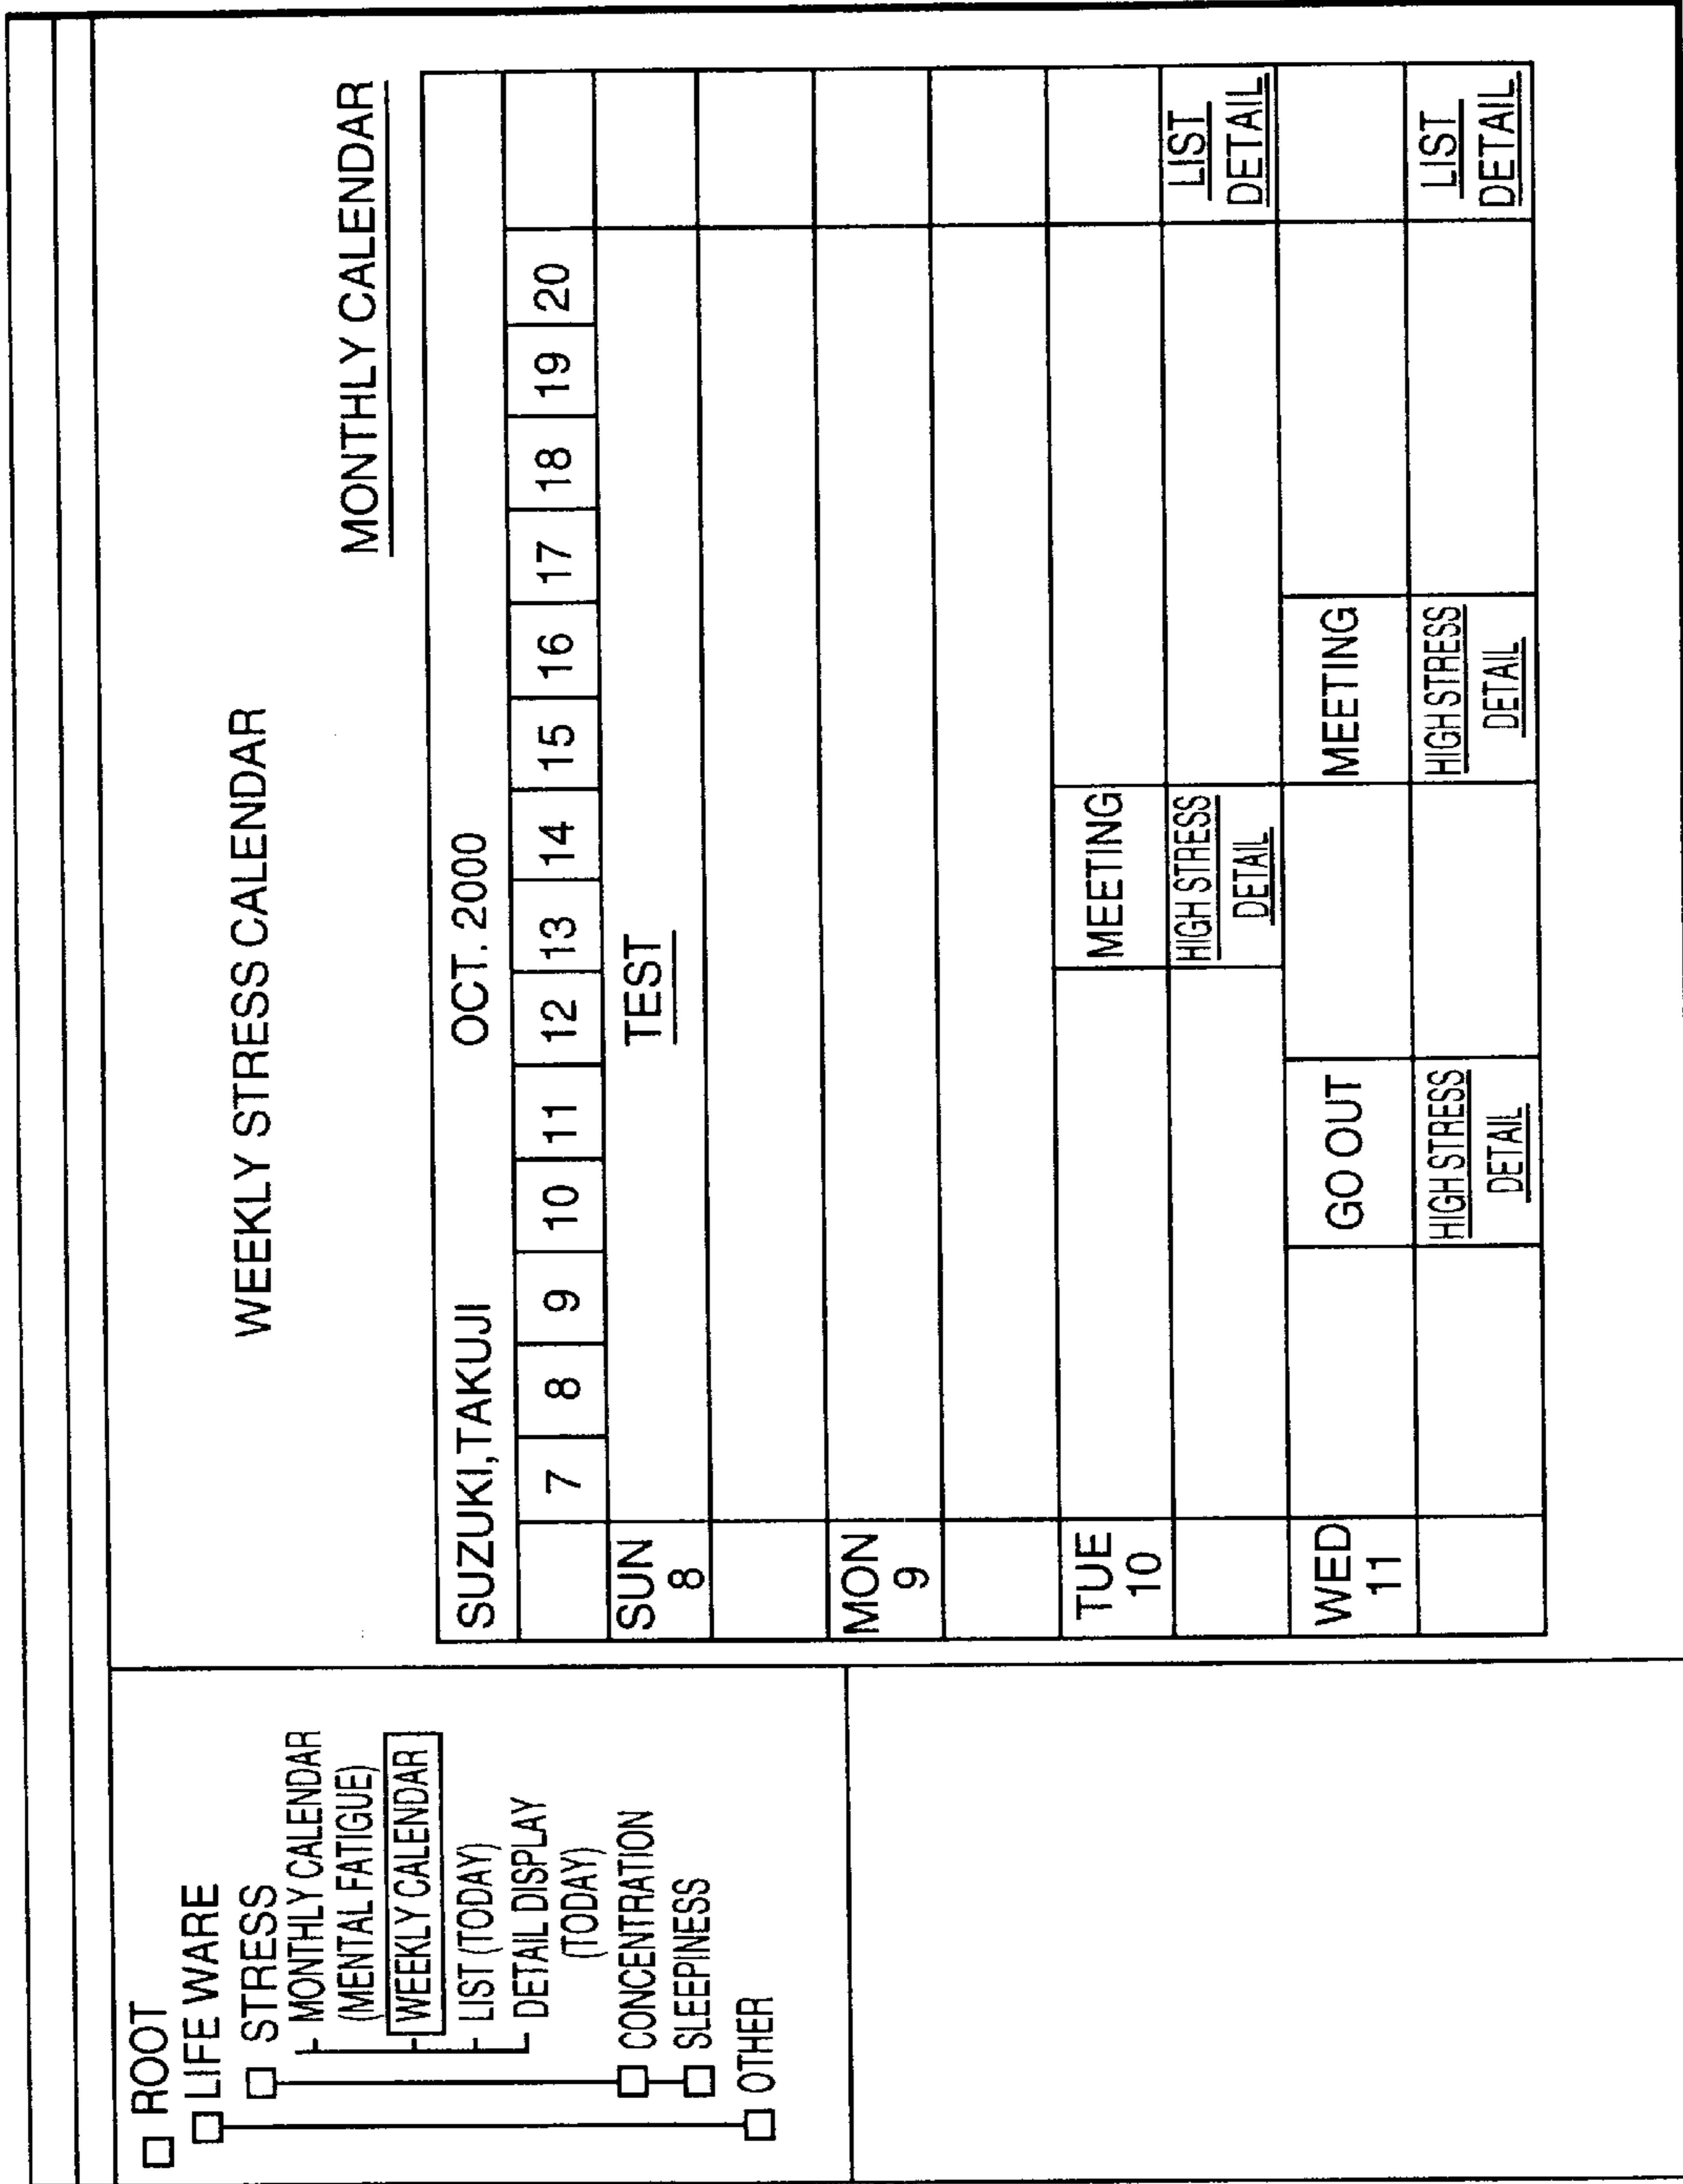 ROOT
LIFE WARE
STRESS
MONTHLY CALENDAR
(MENTAL FATIGUE)
WEEKLY CALENDAR
LIST (TODAY)
DETAIL DISPLAY
(TODAY)
CONCENTRATION
SLEEPINESS
OTHER
WEEKLY STRESS CALENDAR
MONTHLY CALENDAR
SUZUKI,TAKUJI OCT. 2000
7 8 9 10 11 12 13 14 15 16 17 18 19 20
SUN TEST
8
MON
9
TUE MEETING
10
HIGH STRESS LIST
DETAIL DETAIL
WED GO OUT MEETING
11
HIGH STRESS HIGH STRESS LIST
DETAIL DETAIL DETAIL